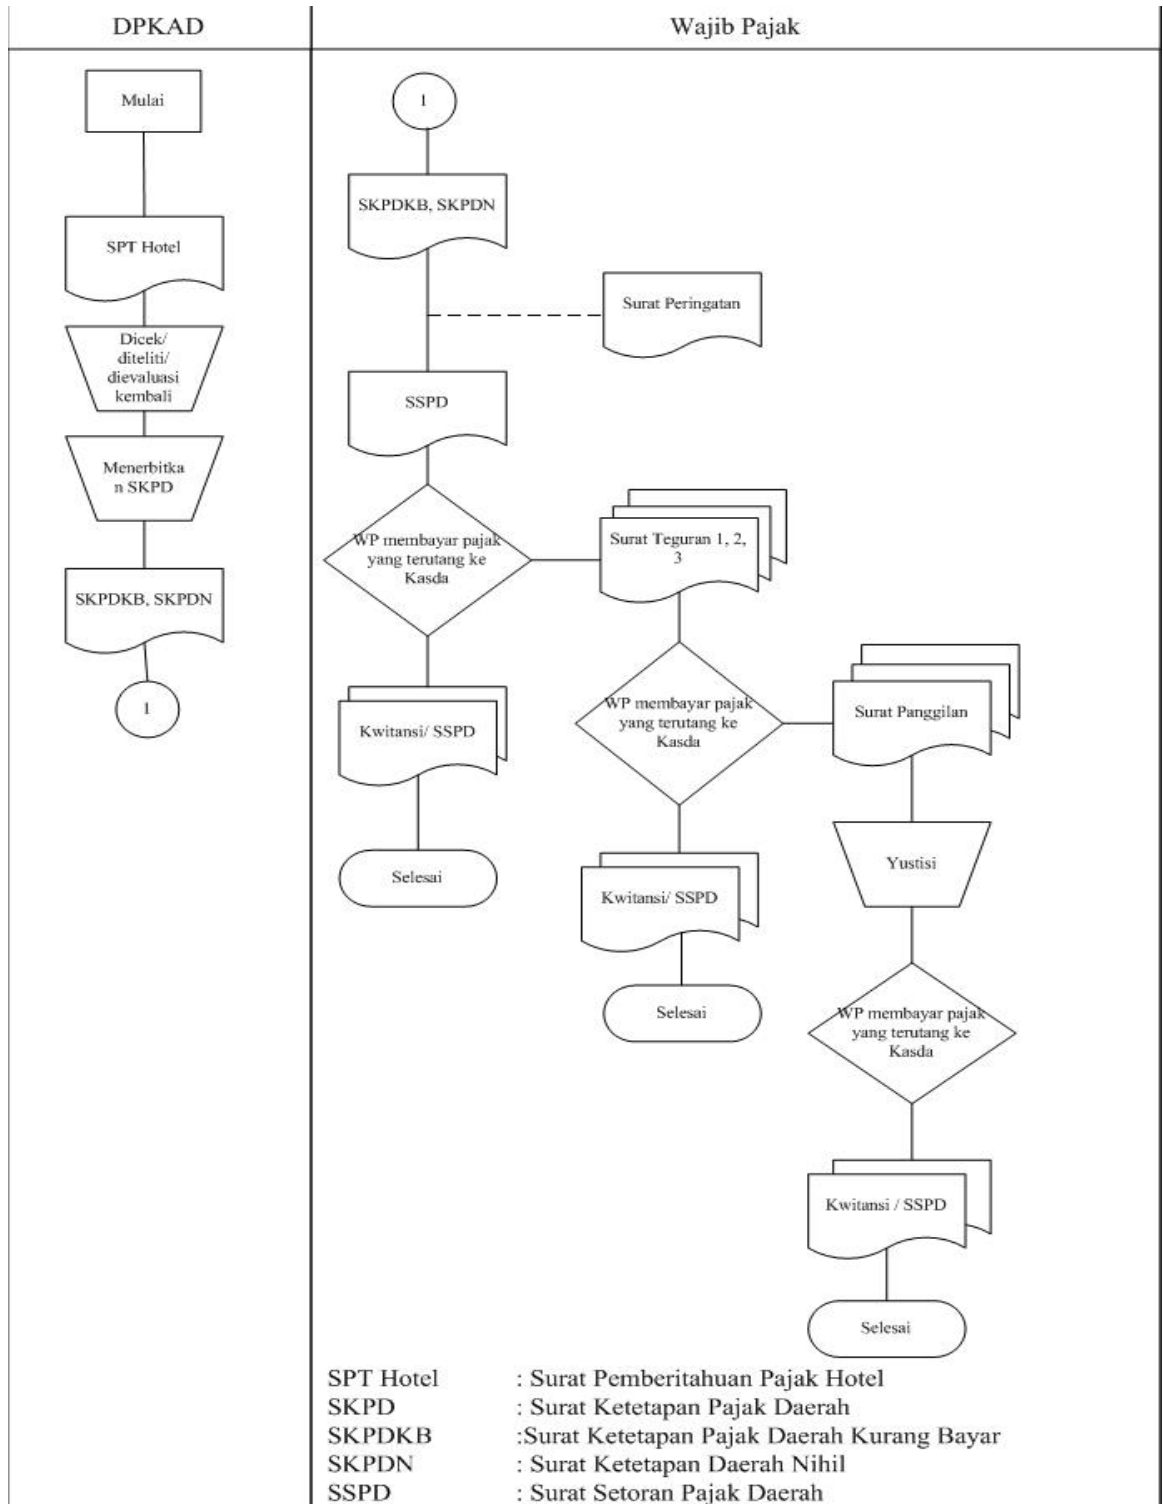 DPKAD
Wajib Pajak
Mulai
SPT Hotel
Dicek/
diteliti/
dievaluasi
kembali
Menerbitka
n SKPD
SKPDKB, SKPDN
1
1
SKPDKB, SKPDN
Surat Peringatan
SSPD
WP membayar pajak
yang terutang ke
Kasda
Surat Teguran 1, 2,
3
Kwitansi/ SSPD
Selesai
WP membayar pajak
yang terutang ke
Kasda
Surat Panggilan
Kwitansi/ SSPD
Selesai
Yustisi
WP membayar pajak
yang terutang ke
Kasda
Kwitansi / SSPD
Selesai
SPT Hotel : Surat Pemberitahuan Pajak Hotel
SKPD : Surat Ketetapan Pajak Daerah
SKPDKB :Surat Ketetapan Pajak Daerah Kurang Bayar
SKPDN : Surat Ketetapan Daerah Nihil
SSPD : Surat Setoran Pajak Daerah